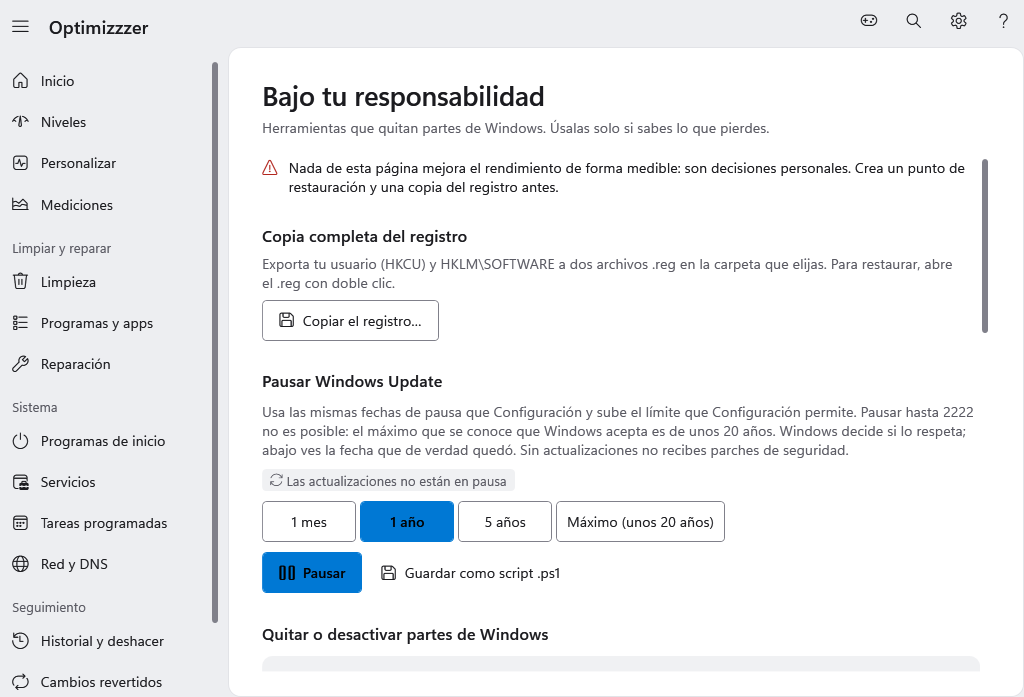 Optimizzzer
Inicio
Niveles
Personalizar
Mediciones
Limpiar y reparar
Limpieza
Programas y apps
Reparación
Sistema
Programas de inicio
Servicios
Tareas programadas
Red y DNS
Seguimiento
Historial y deshacer
Cambios revertidos
Bajo tu responsabilidad
Herramientas que quitan partes de Windows. Úsalas solo si sabes lo que pierdes.
Nada de esta página mejora el rendimiento de forma medible: son decisiones personales. Crea un punto de
restauración y una copia del registro antes.
Copia completa del registro
Exporta tu usuario (HKCU) y HKLM\SOFTWARE a dos archivos .reg en la carpeta que elijas. Para restaurar, abre
el .reg con doble clic.
Copiar el registro...
Pausar Windows Update
Usa las mismas fechas de pausa que Configuración y sube el límite que Configuración permite. Pausar hasta 2222
no es posible: el máximo que se conoce que Windows acepta es de unos 20 años. Windows decide si lo respeta;
abajo ves la fecha que de verdad quedó. Sin actualizaciones no recibes parches de seguridad.
Las actualizaciones no están en pausa
1 mes
1 año
5 años
Máximo (unos 20 años)
Pausar
Guardar como script .ps1
Quitar o desactivar partes de Windows